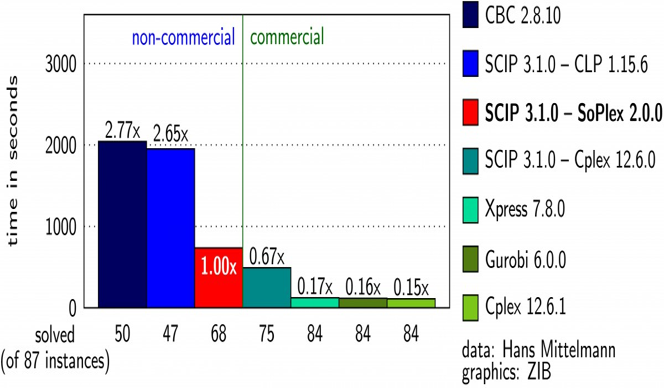 non-commercial commercial
3000
2000
1000
0
time in seconds
2.77x 2.65x 1.00x 0.67x 0.17x 0.16x 0.15x
solved 50 47 68 75 84 84 84
(of 87 instances)
CBC 2.8.10
SCIP 3.1.0 – CLP 1.15.6
SCIP 3.1.0 – SoPlex 2.0.0
SCIP 3.1.0 – Cplex 12.6.0
Xpress 7.8.0
Gurobi 6.0.0
Cplex 12.6.1
data: Hans Mittelmann
graphics: ZIB